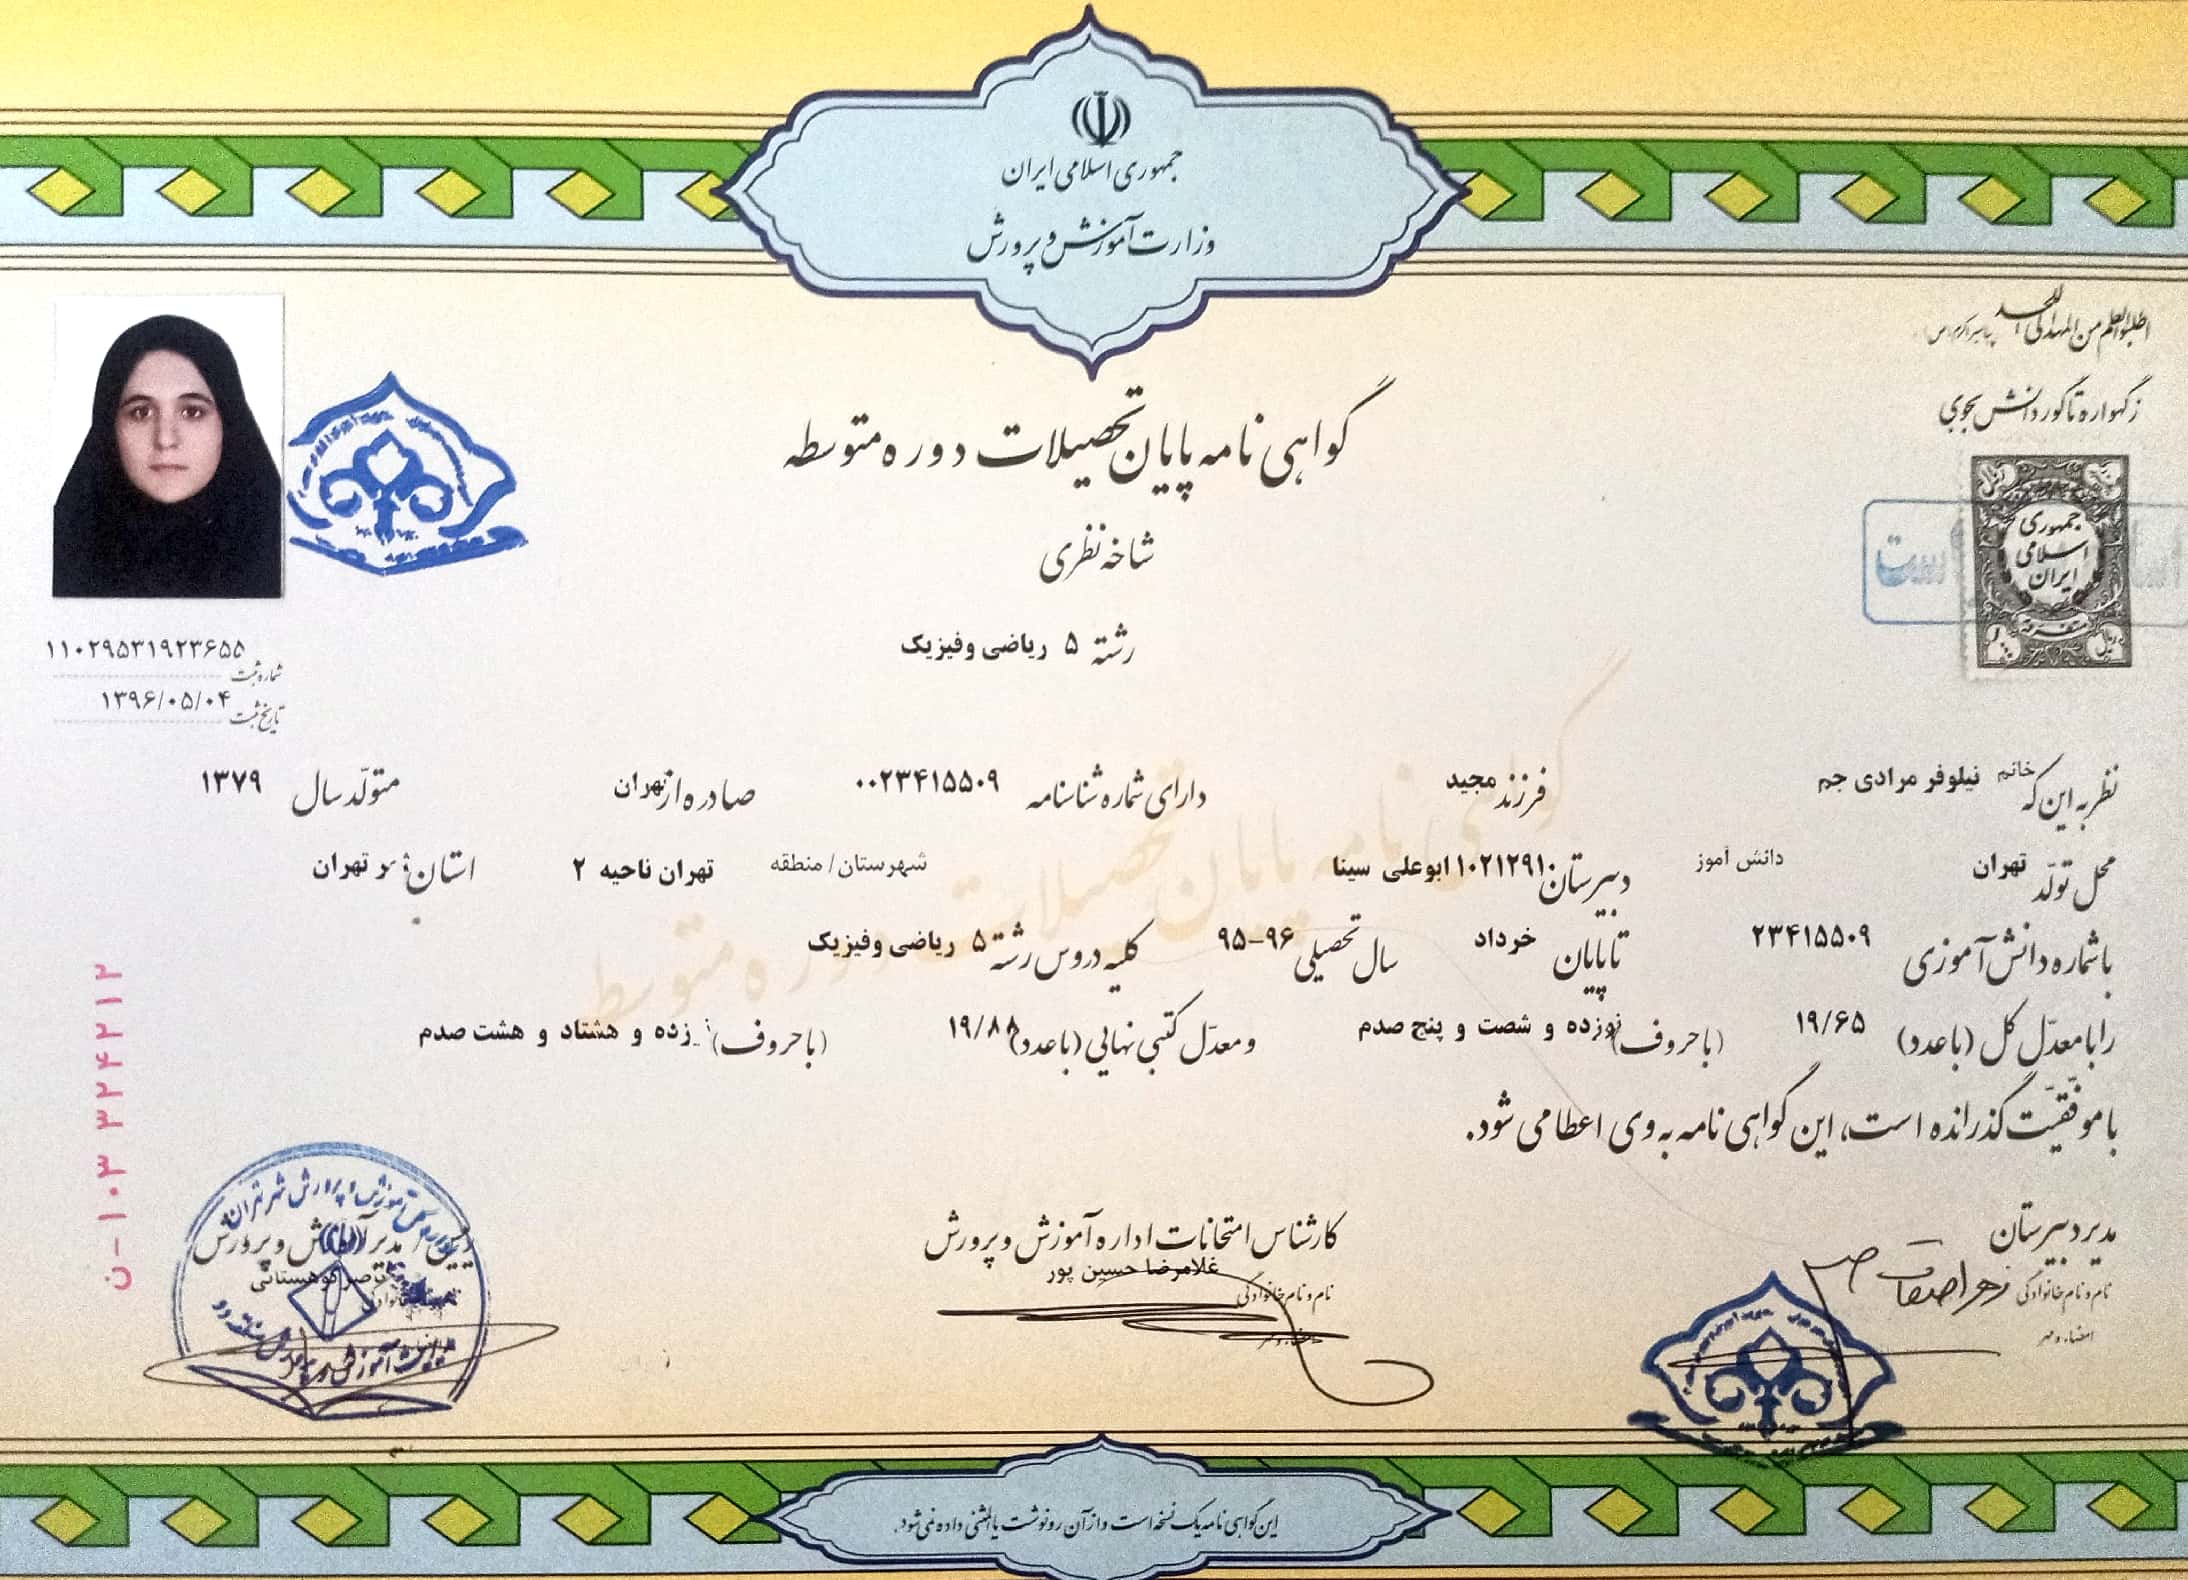 جمهوری اسلامی ایران
وزارت آموزش و پرورش
اطلبوا العلم من المهد الی اللحد
پیامبر اکرم (ص)
ز گهواره تا گور دانش بجوی
گواهی نامه پایان تحصیلات دوره متوسطه
شاخه نظری
رشته ۵ ریاضی وفیزیک
جمهوری
اسلامی
ایران
متفرقه
ریال
۱۱۰۲۹۵۳۱۹۲۳۶۵۵
شماره ثبت
تاریخ ثبت ۱۳۹۶/۰۵/۰۴
نظر به این که خانم نیلوفر مرادی جم فرزند مجید دارای شماره شناسنامه ۰۰۲۳۴۱۵۵۰۹ صادره از تهران متولد سال ۱۳۷۹
محل تولد تهران دانش آموز دبیرستان ۱۰۲۱۲۹۱۰ ابوعلی سینا شهرستان/ منطقه تهران ناحیه ۲ استان تهران
با شماره دانش آموزی ۲۳۴۱۵۵۰۹ تا پایان خرداد سال تحصیلی ۹۶-۹۵ کلیه دروس رشته ۵ ریاضی وفیزیک
را با معدل کل (با عدد) ۱۹/۶۵ (با حروف) نوزده و شصت و پنج صدم و معدل کتبی نهایی (با عدد) ۱۹/۸۸ (با حروف) نوزده و هشتاد و هشت صدم
با موفقیت گذرانده است، این گواهی نامه به وی اعطا می شود.
ن-۱۰۳ ۳۲۴۲۱۲
مدیر دبیرستان
نام و نام خانوادگی زهرا
امضاء و مهر
کارشناس امتحانات اداره آموزش و پرورش
غلامرضا حسین پور
نام و نام خانوادگی
امضاء و مهر
رییس / مدیر آموزش و پرورش
ناصر کوهستانی
این گواهی نامه یک نسخه است و از آن رونوشت یا المثنی داده نمی شود.